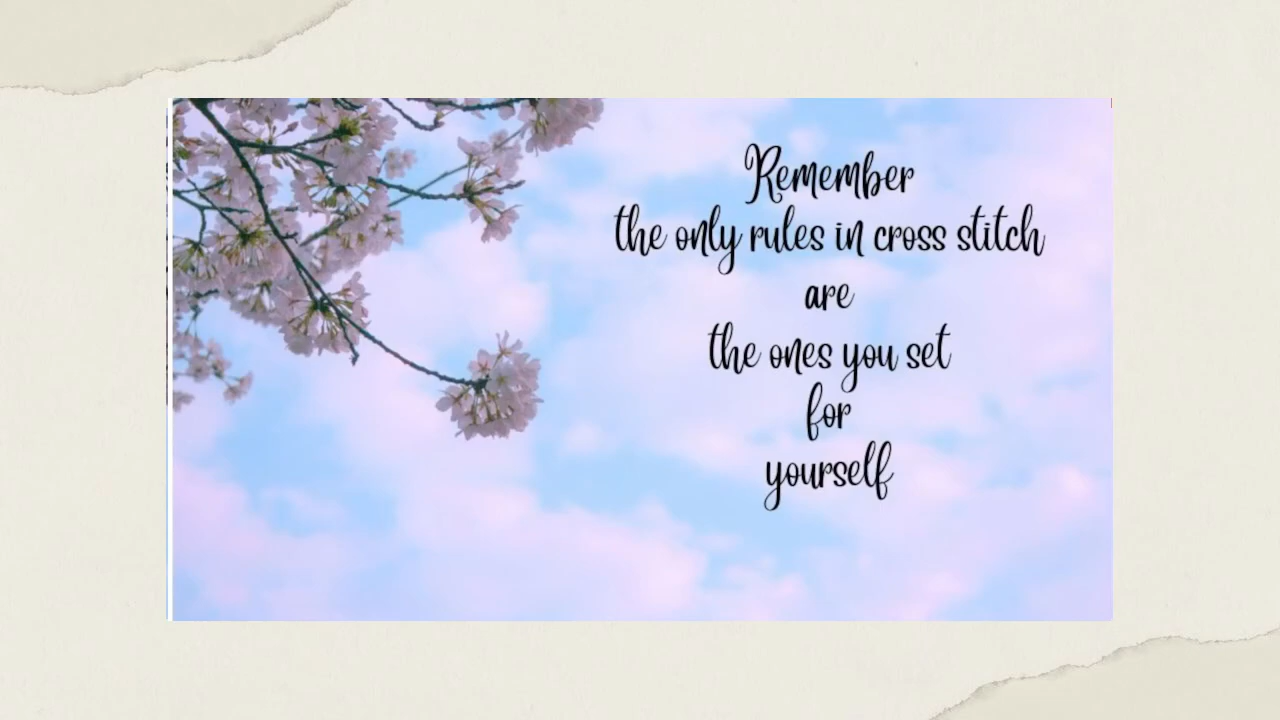 Remember
the only rules in cross stitch
are
the ones you set
for
yourself